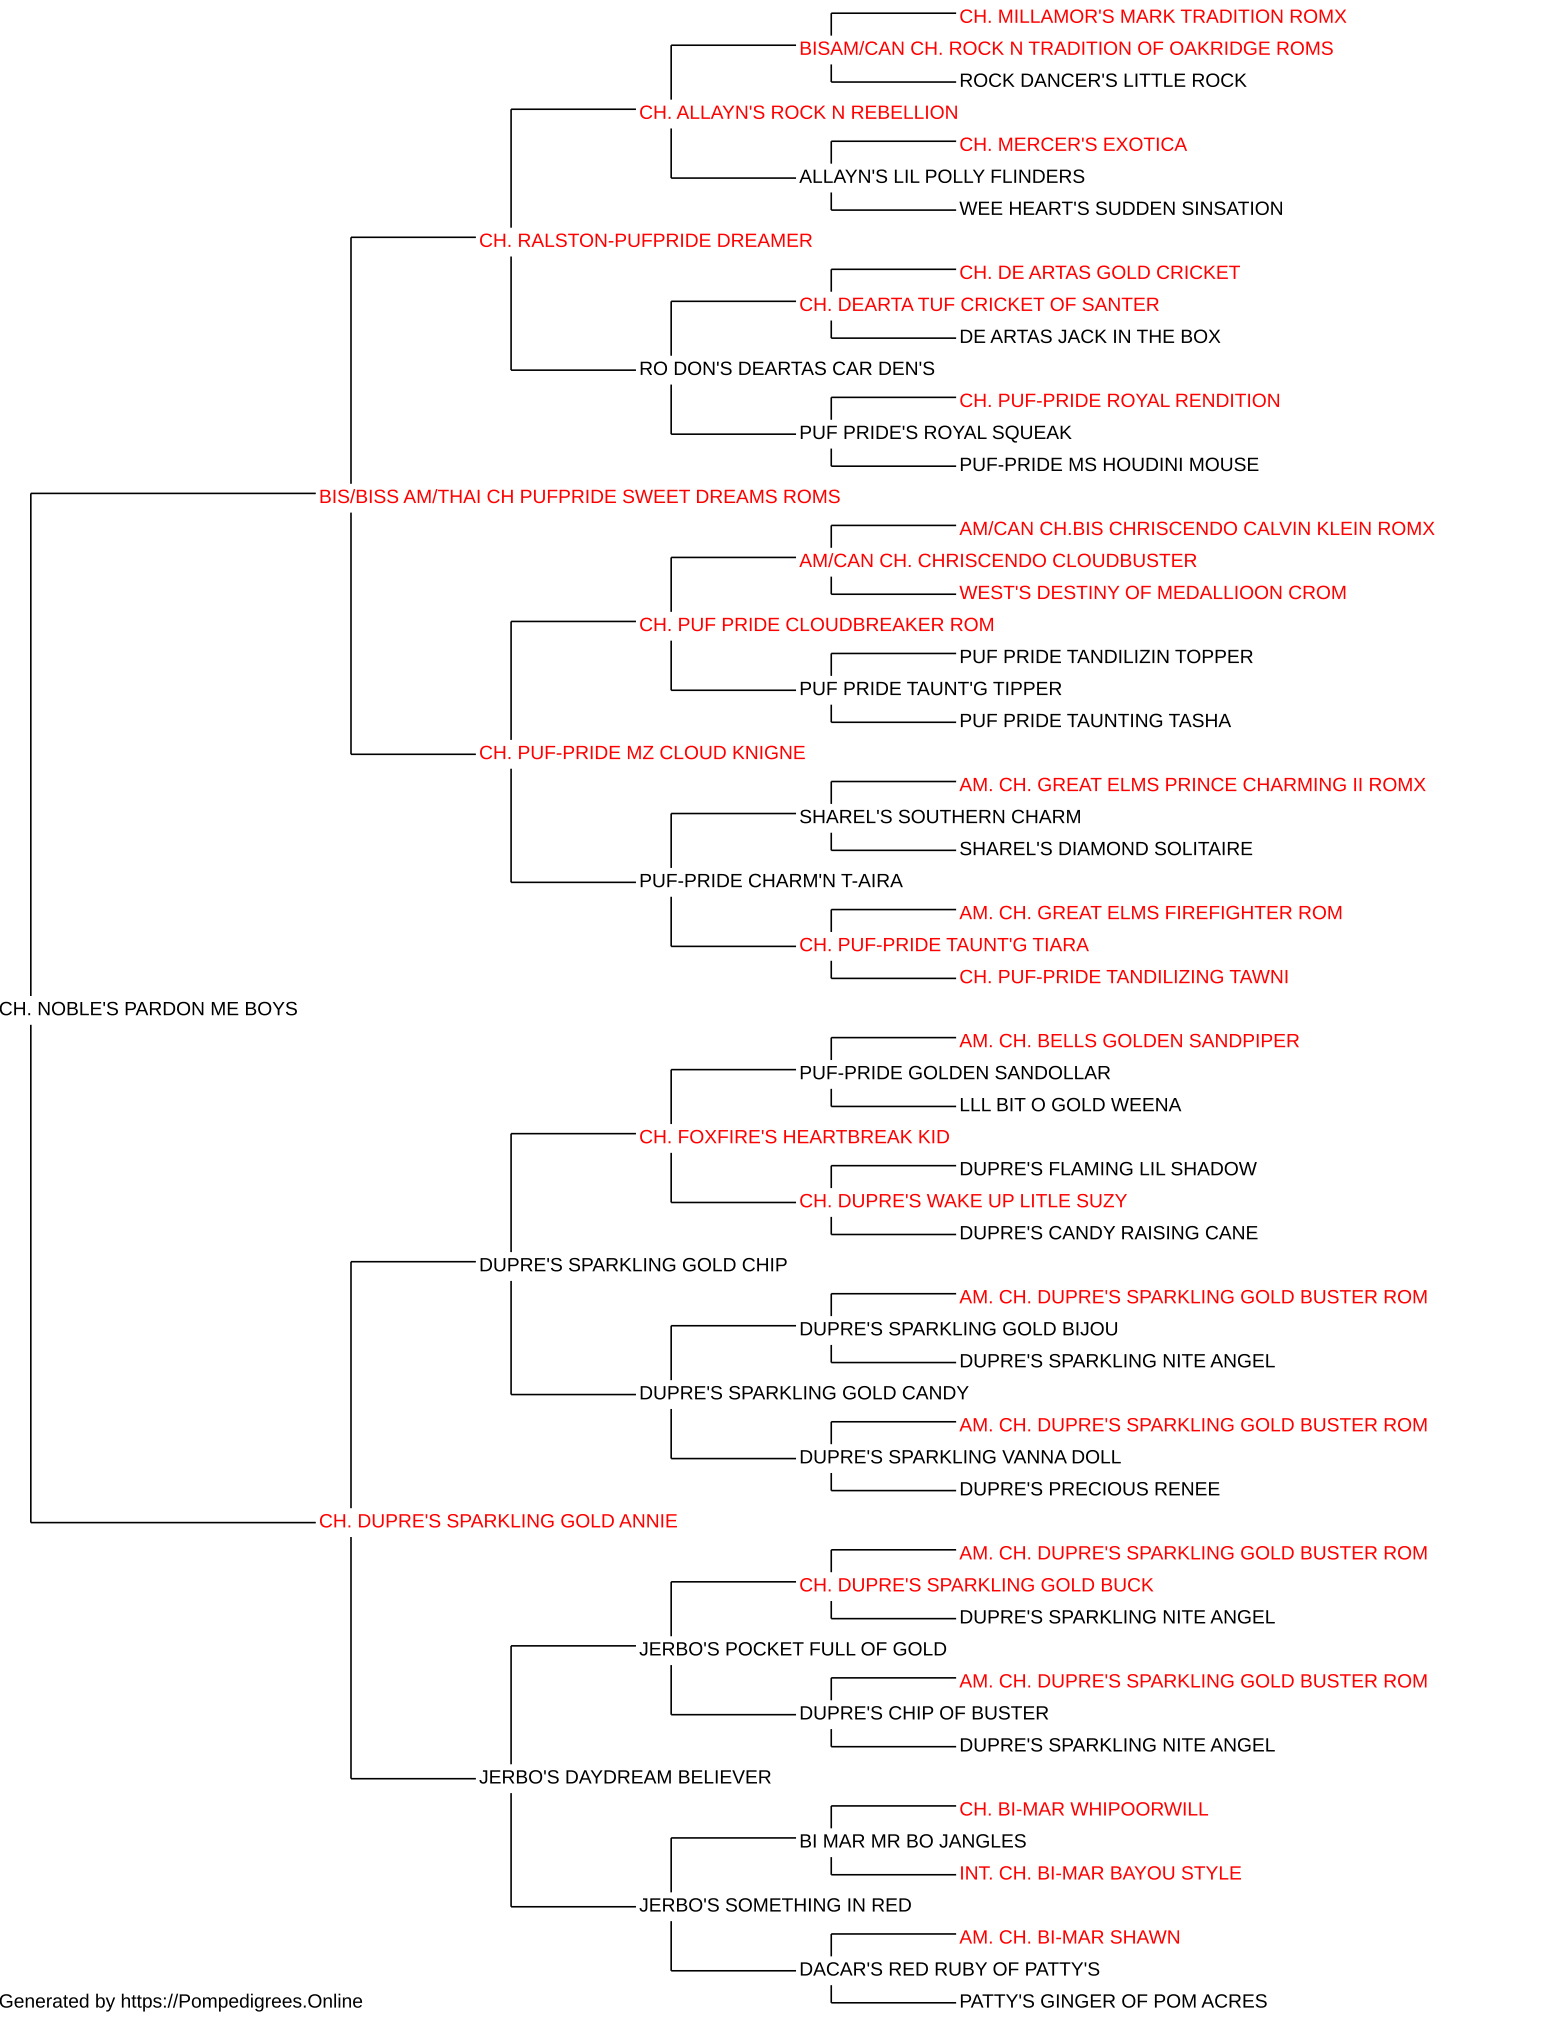 CH. MILLAMOR'S MARK TRADITION ROMX
BISAM/CAN CH. ROCK N TRADITION OF OAKRIDGE ROMS
ROCK DANCER'S LITTLE ROCK
CH. ALLAYN'S ROCK N REBELLION
CH. MERCER'S EXOTICA
ALLAYN'S LIL POLLY FLINDERS
WEE HEART'S SUDDEN SINSATION
CH. RALSTON-PUFPRIDE DREAMER
CH. DE ARTAS GOLD CRICKET
CH. DEARTA TUF CRICKET OF SANTER
DE ARTAS JACK IN THE BOX
RO DON'S DEARTAS CAR DEN'S
CH. PUF-PRIDE ROYAL RENDITION
PUF PRIDE'S ROYAL SQUEAK
PUF-PRIDE MS HOUDINI MOUSE
BIS/BISS AM/THAI CH PUFPRIDE SWEET DREAMS ROMS
AM/CAN CH.BIS CHRISCENDO CALVIN KLEIN ROMX
AM/CAN CH. CHRISCENDO CLOUDBUSTER
WEST'S DESTINY OF MEDALLIOON CROM
CH. PUF PRIDE CLOUDBREAKER ROM
PUF PRIDE TANDILIZIN TOPPER
PUF PRIDE TAUNT'G TIPPER
PUF PRIDE TAUNTING TASHA
CH. PUF-PRIDE MZ CLOUD KNIGNE
AM. CH. GREAT ELMS PRINCE CHARMING II ROMX
SHAREL'S SOUTHERN CHARM
SHAREL'S DIAMOND SOLITAIRE
PUF-PRIDE CHARM'N T-AIRA
AM. CH. GREAT ELMS FIREFIGHTER ROM
CH. PUF-PRIDE TAUNT'G TIARA
CH. PUF-PRIDE TANDILIZING TAWNI
CH. NOBLE'S PARDON ME BOYS
AM. CH. BELLS GOLDEN SANDPIPER
PUF-PRIDE GOLDEN SANDOLLAR
LLL BIT O GOLD WEENA
CH. FOXFIRE'S HEARTBREAK KID
DUPRE'S FLAMING LIL SHADOW
CH. DUPRE'S WAKE UP LITLE SUZY
DUPRE'S CANDY RAISING CANE
DUPRE'S SPARKLING GOLD CHIP
AM. CH. DUPRE'S SPARKLING GOLD BUSTER ROM
DUPRE'S SPARKLING GOLD BIJOU
DUPRE'S SPARKLING NITE ANGEL
DUPRE'S SPARKLING GOLD CANDY
AM. CH. DUPRE'S SPARKLING GOLD BUSTER ROM
DUPRE'S SPARKLING VANNA DOLL
DUPRE'S PRECIOUS RENEE
CH. DUPRE'S SPARKLING GOLD ANNIE
AM. CH. DUPRE'S SPARKLING GOLD BUSTER ROM
CH. DUPRE'S SPARKLING GOLD BUCK
DUPRE'S SPARKLING NITE ANGEL
JERBO'S POCKET FULL OF GOLD
AM. CH. DUPRE'S SPARKLING GOLD BUSTER ROM
DUPRE'S CHIP OF BUSTER
DUPRE'S SPARKLING NITE ANGEL
JERBO'S DAYDREAM BELIEVER
CH. BI-MAR WHIPOORWILL
BI MAR MR BO JANGLES
INT. CH. BI-MAR BAYOU STYLE
JERBO'S SOMETHING IN RED
AM. CH. BI-MAR SHAWN
DACAR'S RED RUBY OF PATTY'S
PATTY'S GINGER OF POM ACRES
Generated by https://Pompedigrees.Online